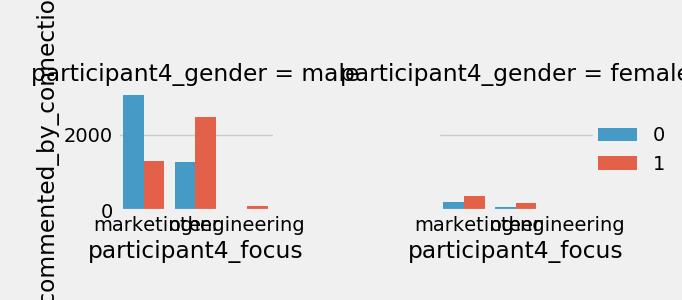 participant4_gender = male
participant4_gender = female
commented_by_connectio
2000
0
marketing
other
engineering
participant4_focus
marketing
other
engineering
participant4_focus
0
1